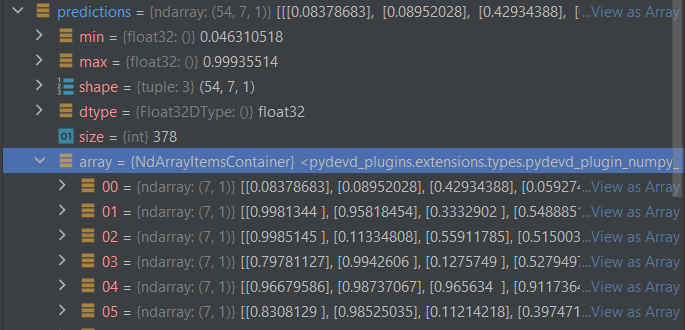 predictions = {ndarray: (54, 7, 1)} [[[0.08378683], [0.08952028], [0.42934388], [0 ...View as Array
min = {float32: ()} 0.046310518
max = {float32: ()} 0.99935514
shape = {tuple: 3} (54, 7, 1)
dtype = {Float32DType: ()} float32
size = {int} 378
array = {NdArrayItemsContainer} <pydevd_plugins.extensions.types.pydevd_plugin_numpy_
00 = {ndarray: (7, 1)} [[0.08378683], [0.08952028], [0.42934388], [0.059274 ...View as Array
01 = {ndarray: (7, 1)} [[0.9981344 ], [0.95818454], [0.3332902 ], [0.5488851 ...View as Array
02 = {ndarray: (7, 1)} [[0.9985145 ], [0.11334808], [0.55911785], [0.515003 ...View as Array
03 = {ndarray: (7, 1)} [[0.79781127], [0.9942606 ], [0.1275749 ], [0.5279497 ...View as Array
04 = {ndarray: (7, 1)} [[0.96679586], [0.98737067], [0.965634  ], [0.9117364 ...View as Array
05 = {ndarray: (7, 1)} [[0.8308129 ], [0.98525035], [0.11214218], [0.397471 ...View as Array